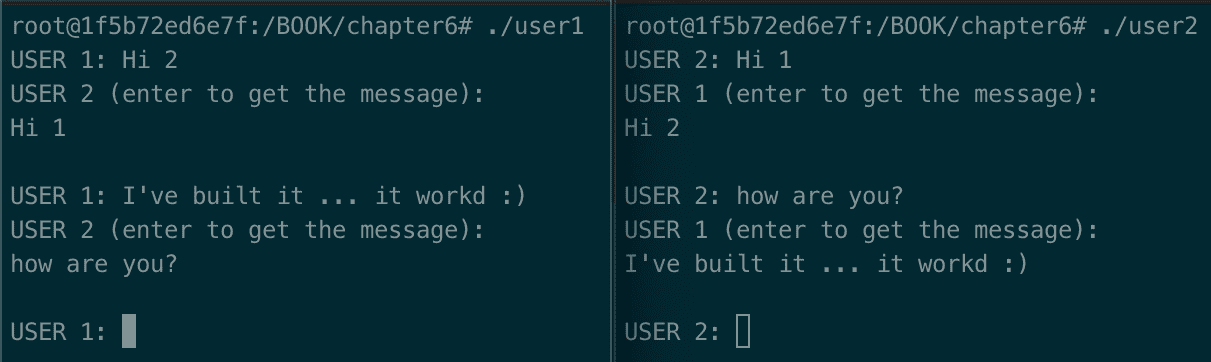 root@1f5b72ed6e7f:/BOOK/chapter6# ./user1
USER 1: Hi 2
USER 2 (enter to get the message):
Hi 1
USER 1: I've built it ... it workd :)
USER 2 (enter to get the message):
how are you?
USER 1:
root@1f5b72ed6e7f:/BOOK/chapter6# ./user2
USER 2: Hi 1
USER 1 (enter to get the message):
Hi 2
USER 2: how are you?
USER 1 (enter to get the message):
I've built it ... it workd :)
USER 2: